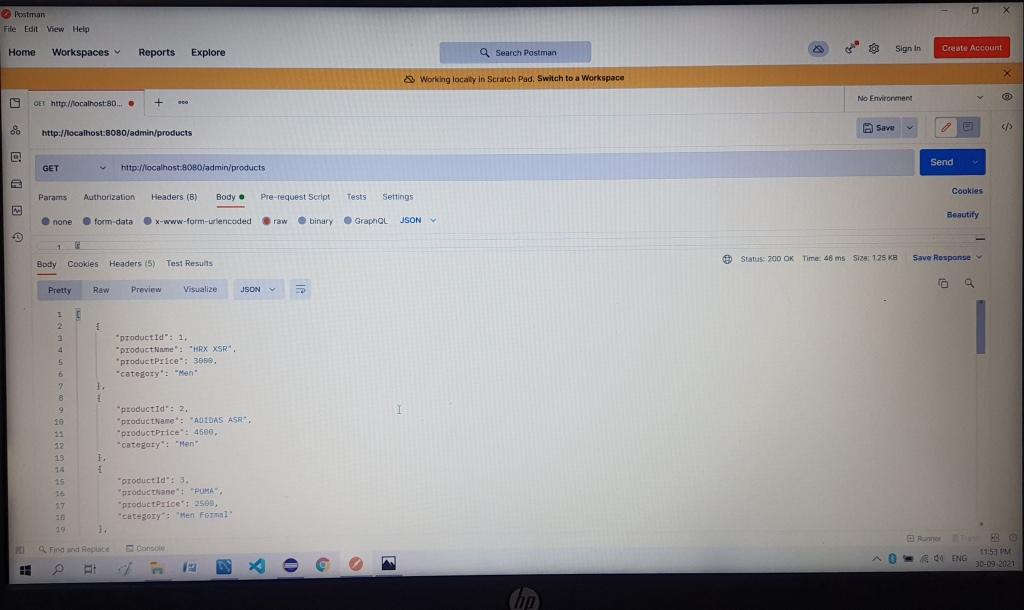 Postman
File Edit View Help
Home Workspaces Reports Explore Search Postman Sign In Create Account
Working locally in Scratch Pad. Switch to a Workspace
GET http://localhost:80... + ooo No Environment
http://localhost:8080/admin/products Save </>
GET http://localhost:8080/admin/products Send
Params Authorization Headers (8) Body Pre-request Script Tests Settings Cookies
none form-data x-www-form-urlencoded raw binary GraphQL JSON Beautify
1 [
Body Cookies Headers (5) Test Results Status: 200 OK Time: 46 ms Size: 1.25 KB Save Response
Pretty Raw Preview Visualize JSON
1 [
2 {
3 "productId": 1,
4 "productName": "HRX XSR",
5 "productPrice": 3000,
6 "category": "Men"
7 },
8 {
9 "productId": 2,
10 "productName": "ADIDAS ASR",
11 "productPrice": 4500,
12 "category": "Men"
13 },
14 {
15 "productId": 3,
16 "productName": "PUMA",
17 "productPrice": 2500,
18 "category": "Men Formal"
19 },
Find and Replace Console Runner Trash
ENG 11:53 PM
30-09-2021
hp